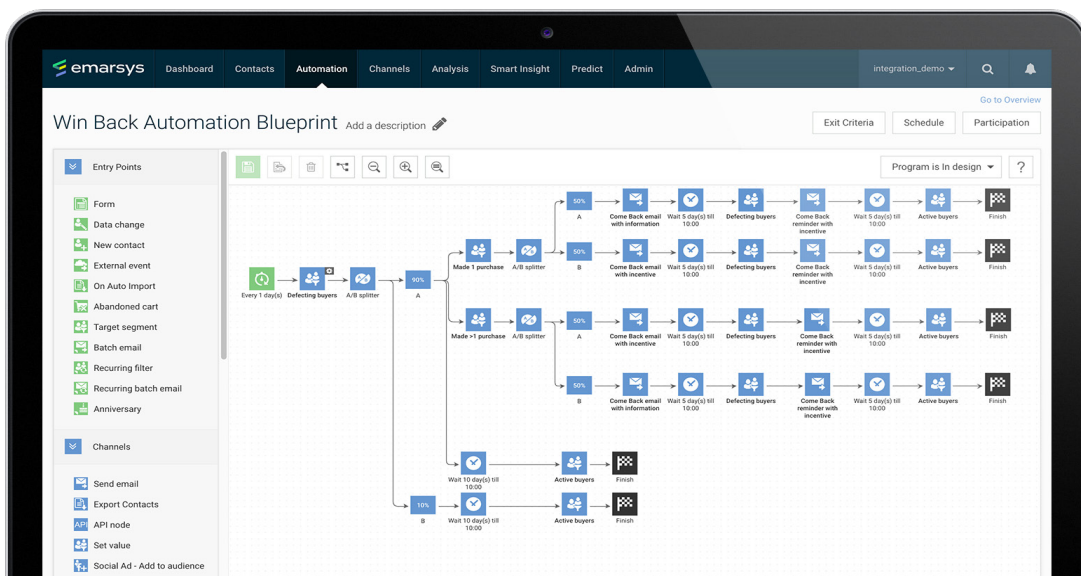 emarsys
Dashboard
Contacts
Automation
Channels
Analysis
Smart Insight
Predict
Admin
integration_demo
Go to Overview
Win Back Automation Blueprint
Add a description
Exit Criteria
Schedule
Participation
Entry Points
Program is In design
?
Form
Data change
New contact
External event
On Auto Import
Abandoned cart
Target segment
Batch email
Recurring filter
Recurring batch email
Anniversary
Channels
Send email
Export Contacts
API
API node
Set value
Social Ad - Add to audience
50%
A
Come Back email
with information
Wait 5 day(s) till
10:00
Defecting buyers
Come Back
reminder with
incentive
Wait 5 day(s) till
10:00
Active buyers
Finish
Made 1 purchase
A/B splitter
50%
B
Come Back email
with incentive
Wait 5 day(s) till
10:00
Defecting buyers
Come Back
reminder with
incentive
Wait 5 day(s) till
10:00
Active buyers
Finish
Every 1 day(s)
Defecting buyers
A/B splitter
90%
A
Made >1 purchase
A/B splitter
50%
A
Come Back email
with incentive
Wait 5 day(s) till
10:00
Defecting buyers
Come Back
reminder with
incentive
Wait 5 day(s) till
10:00
Active buyers
Finish
50%
B
Come Back email
with information
Wait 5 day(s) till
10:00
Defecting buyers
Come Back
reminder with
incentive
Wait 5 day(s) till
10:00
Active buyers
Finish
Wait 10 day(s) till
10:00
Active buyers
Finish
10%
B
Wait 10 day(s) till
10:00
Active buyers
Finish